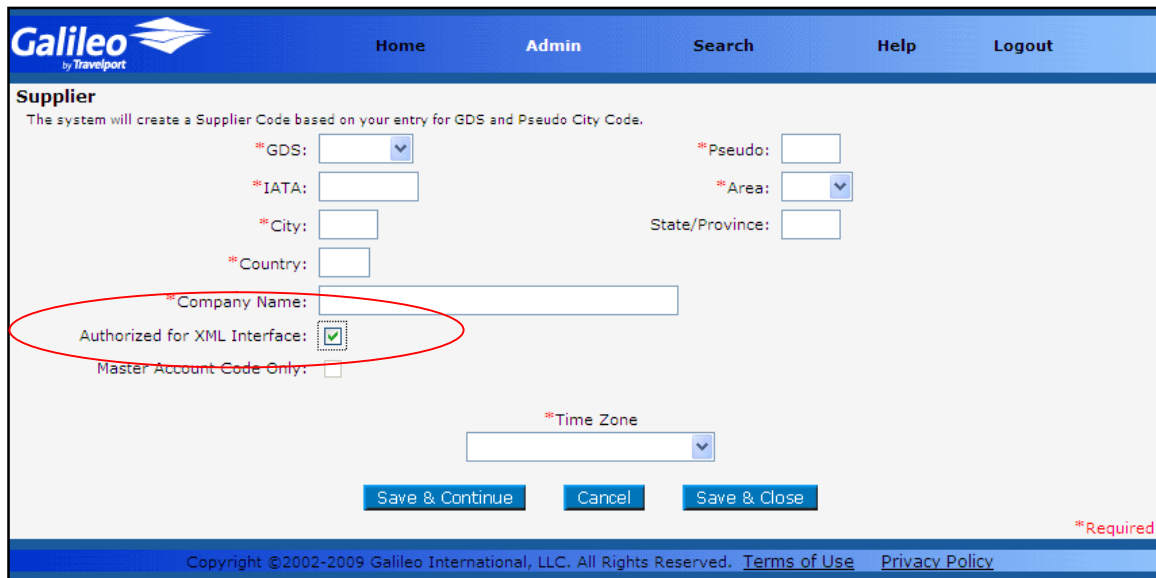 Galileo
by Travelport
Home Admin Search Help Logout
Supplier
The system will create a Supplier Code based on your entry for GDS and Pseudo City Code.
*GDS: *Pseudo:
*IATA: *Area:
*City: State/Province:
*Country:
*Company Name:
Authorized for XML Interface:
Master Account Code Only:
*Time Zone
Save & Continue Cancel Save & Close
*Required
Copyright ©2002-2009 Galileo International, LLC. All Rights Reserved. Terms of Use Privacy Policy